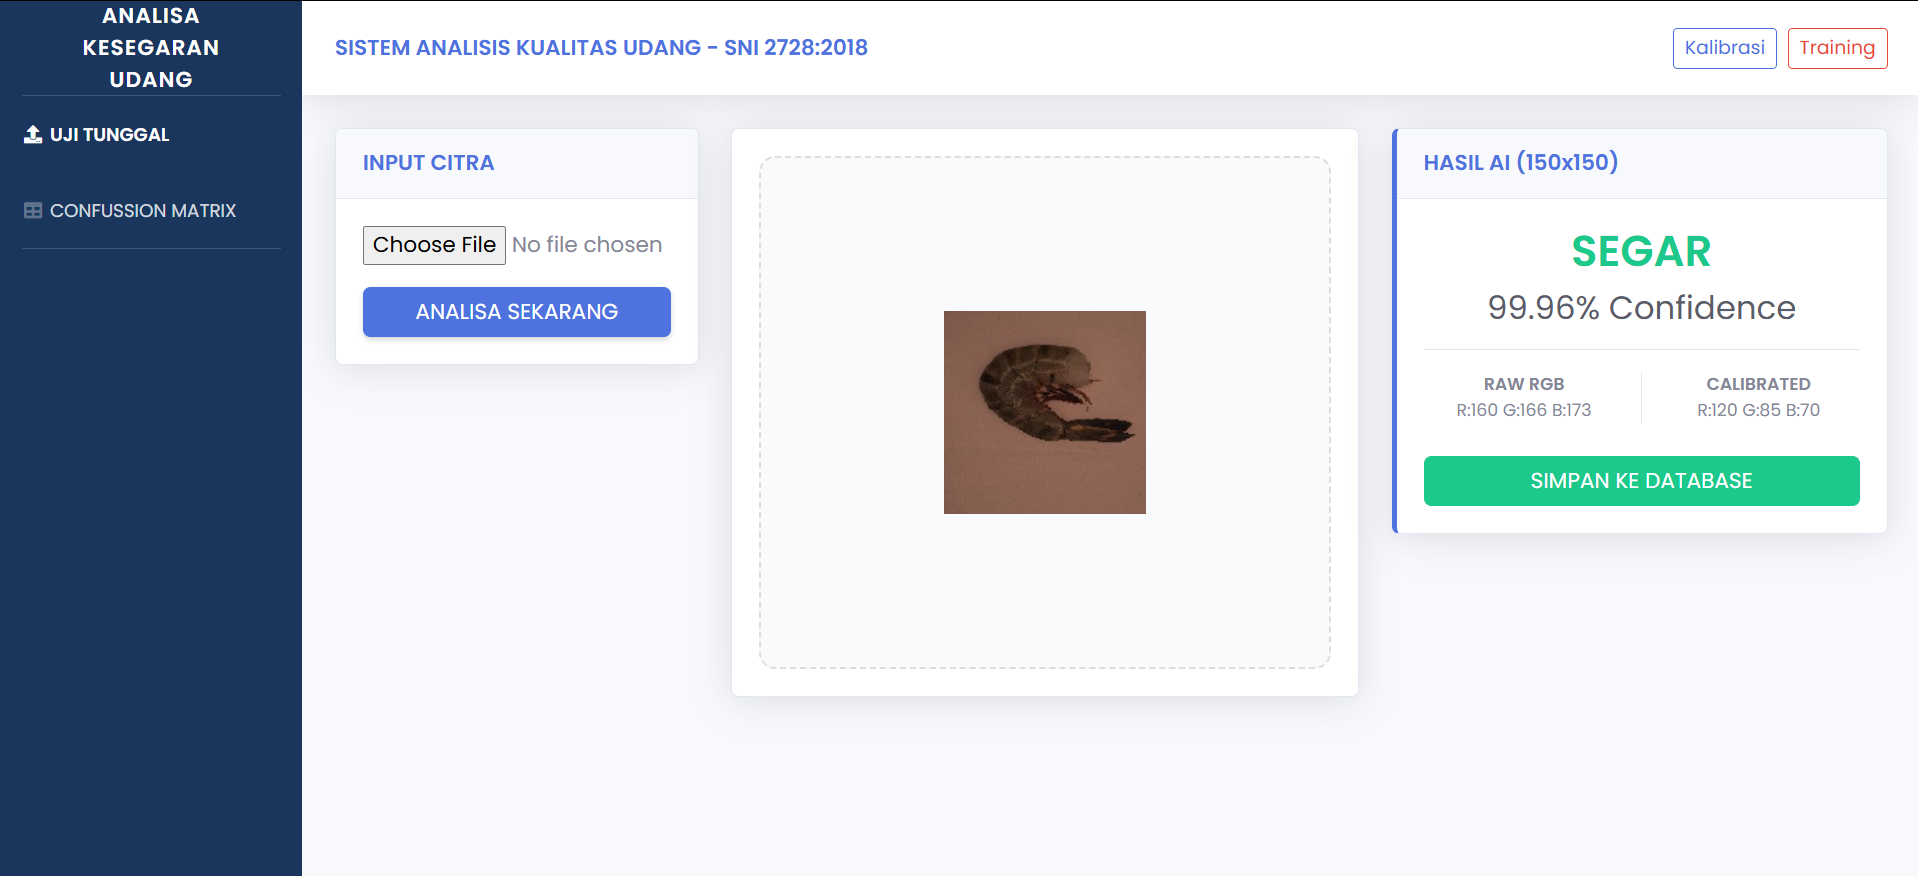 ANALISA
KESEGARAN
UDANG
UJI TUNGGAL
CONFUSSION MATRIX
SISTEM ANALISIS KUALITAS UDANG - SNI 2728:2018
Kalibrasi
Training
INPUT CITRA
Choose File No file chosen
ANALISA SEKARANG
HASIL AI (150x150)
SEGAR
99.96% Confidence
RAW RGB
R:160 G:166 B:173
CALIBRATED
R:120 G:85 B:70
SIMPAN KE DATABASE